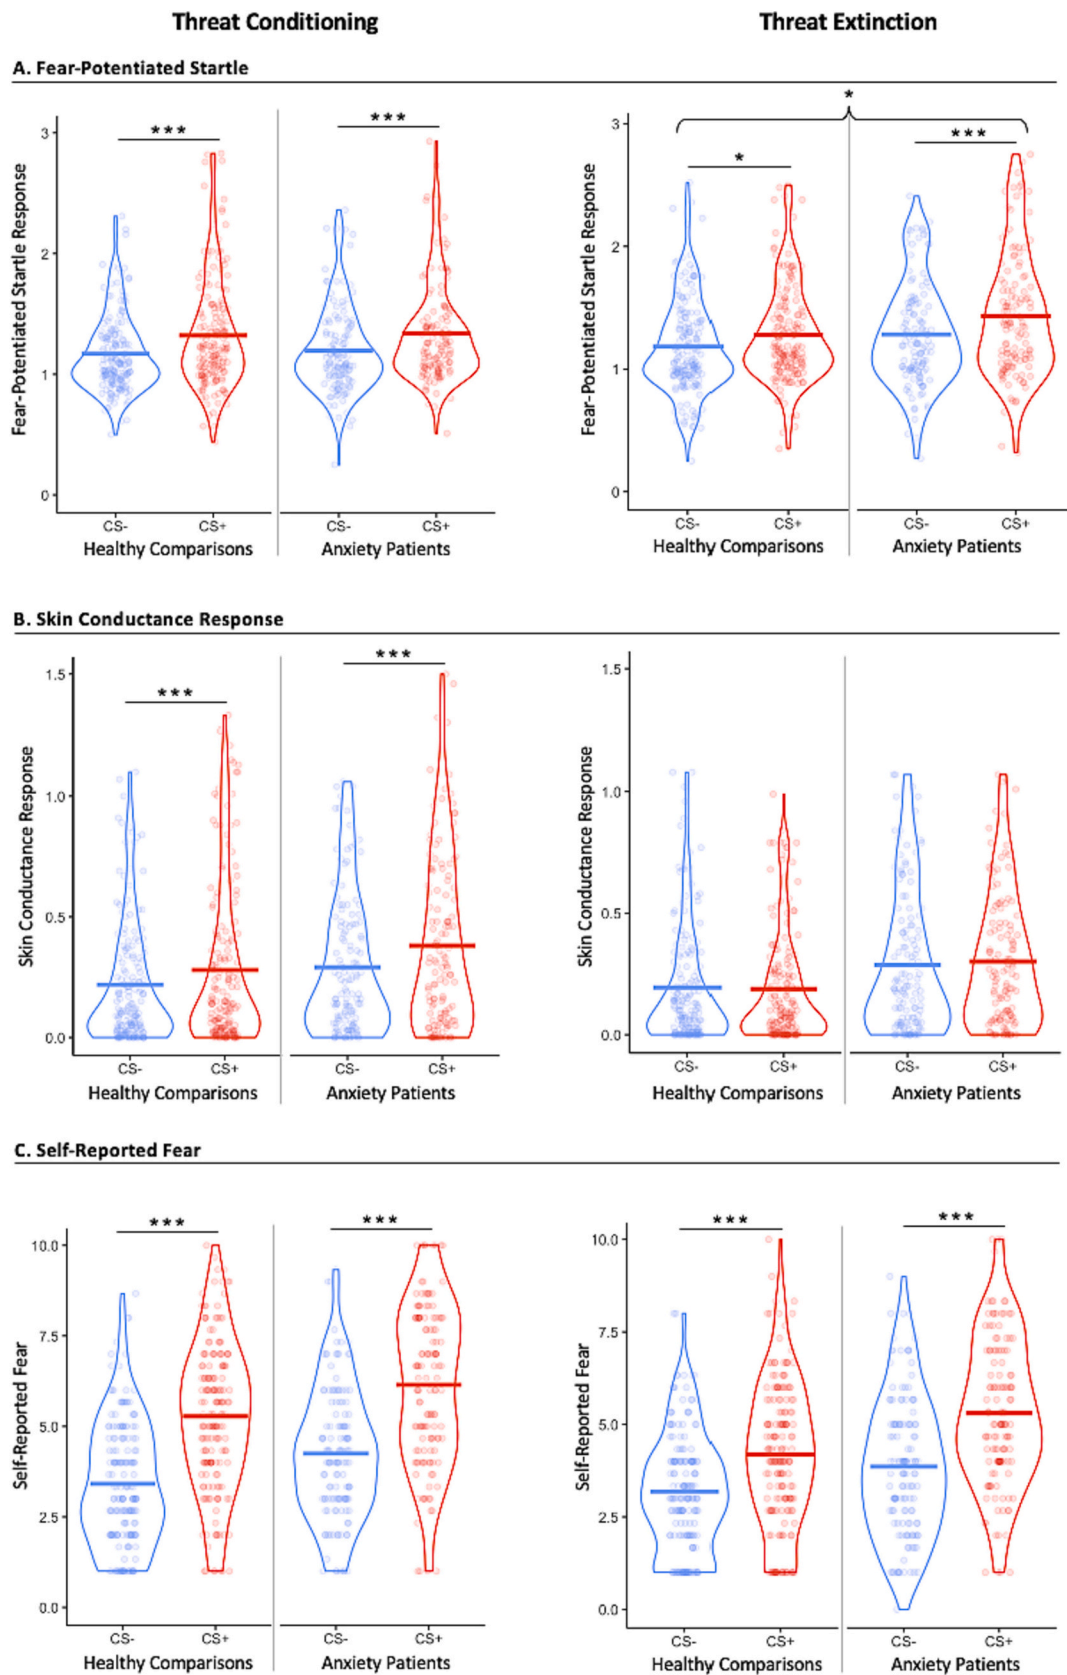 Threat Conditioning
Threat Extinction
A. Fear-Potentiated Startle
***
***
*
*
***
Fear-Potentiated Startle Response
3
2
1
0
CS-
CS+
CS-
CS+
Healthy Comparisons
Anxiety Patients
Fear-Potentiated Startle Response
3
2
1
0
CS-
CS+
CS-
CS+
Healthy Comparisons
Anxiety Patients
B. Skin Conductance Response
***
***
Skin Conductance Response
1.5
1.0
0.5
0.0
CS-
CS+
CS-
CS+
Healthy Comparisons
Anxiety Patients
Skin Conductance Response
1.5
1.0
0.5
0.0
CS-
CS+
CS-
CS+
Healthy Comparisons
Anxiety Patients
C. Self-Reported Fear
***
***
***
***
Self-Reported Fear
10.0
7.5
5.0
2.5
0.0
CS-
CS+
CS-
CS+
Healthy Comparisons
Anxiety Patients
Self-Reported Fear
10.0
7.5
5.0
2.5
0.0
CS-
CS+
CS-
CS+
Healthy Comparisons
Anxiety Patients